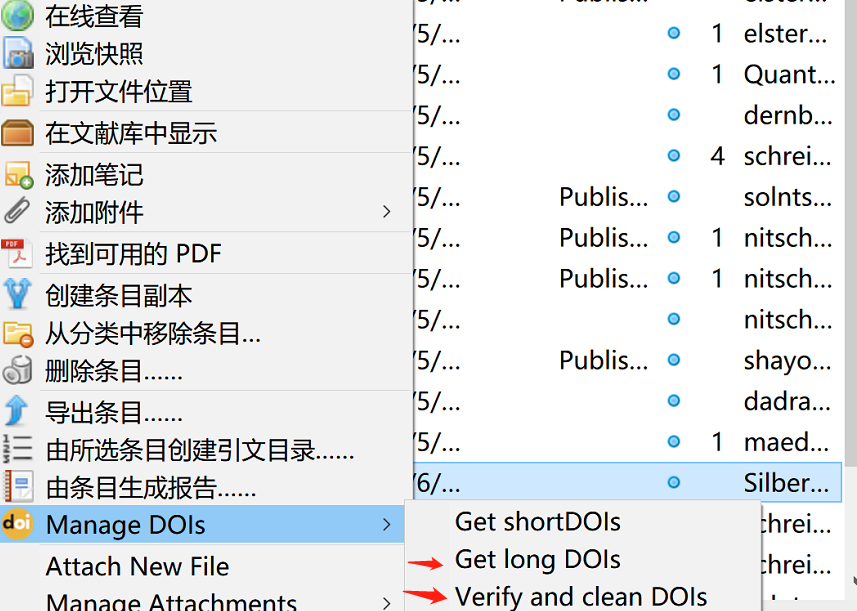 在线查看
浏览快照
打开文件位置
在文献库中显示
添加笔记
添加附件
找到可用的 PDF
创建条目副本
从分类中移除条目...
删除条目......
导出条目......
由所选条目创建引文目录......
由条目生成报告......
Manage DOIs
Attach New File
Manage Attachments
Get shortDOIs
Get long DOIs
Verify and clean DOIs
/5/... 1 elster...
/5/... 1 Quant...
/5/... dernb...
/5/... 4 schrei...
/5/... Publis... solnts...
/5/... Publis... 1 nitsch...
/5/... Publis... 1 nitsch...
/5/... nitsch...
/5/... Publis... shayo...
/5/... dadra...
/5/... 1 maed...
/6/... Silber...
chrei...
chrei...